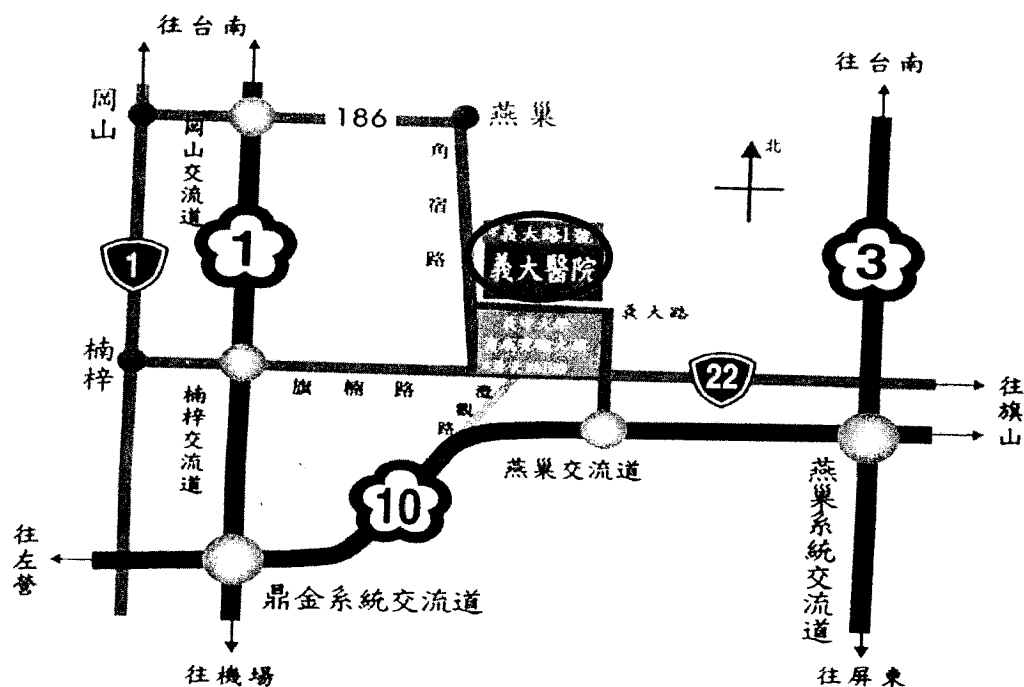 往台南
往台南
岡山
186
燕巢
岡山交流道
角宿路
北
1
1
3
義大路1號
義大醫院
義大路
楠梓
旗楠路
澄觀路
22
往旗山
楠梓交流道
燕巢交流道
燕巢系統交流道
10
往左營
鼎金系統交流道
往機場
往屏東